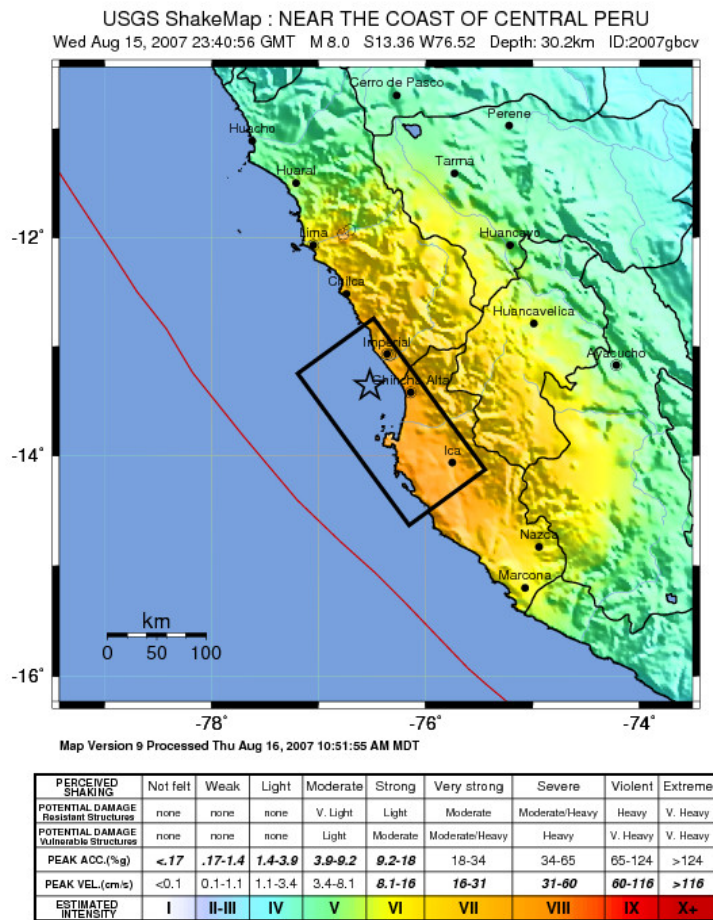 USGS ShakeMap : NEAR THE COAST OF CENTRAL PERU
Wed Aug 15, 2007 23:40:56 GMT M 8.0 S13.36 W76.52 Depth: 30.2km ID:2007gbcv
Cerro de Pasco
Perene
Huacho
Tarma
Huaral
-12°
Lima
Huancayo
Chilca
Huancavelica
Imperial
Ayacucho
Chincha Alta
-14°
Ica
Nazca
Marcona
km
0 50 100
-16°
-78° -76° -74°
Map Version 9 Processed Thu Aug 16, 2007 10:51:55 AM MDT
PERCEIVED SHAKING Not felt Weak Light Moderate Strong Very strong Severe Violent Extreme
POTENTIAL DAMAGE Resistant Structures none none none V. Light Light Moderate Moderate/Heavy Heavy V. Heavy
POTENTIAL DAMAGE Vulnerable Structures none none none Light Moderate Moderate/Heavy Heavy V. Heavy V. Heavy
PEAK ACC.(%g) <.17 .17-1.4 1.4-3.9 3.9-9.2 9.2-18 18-34 34-65 65-124 >124
PEAK VEL.(cm/s) <0.1 0.1-1.1 1.1-3.4 3.4-8.1 8.1-16 16-31 31-60 60-116 >116
ESTIMATED INTENSITY I II-III IV V VI VII VIII IX X+